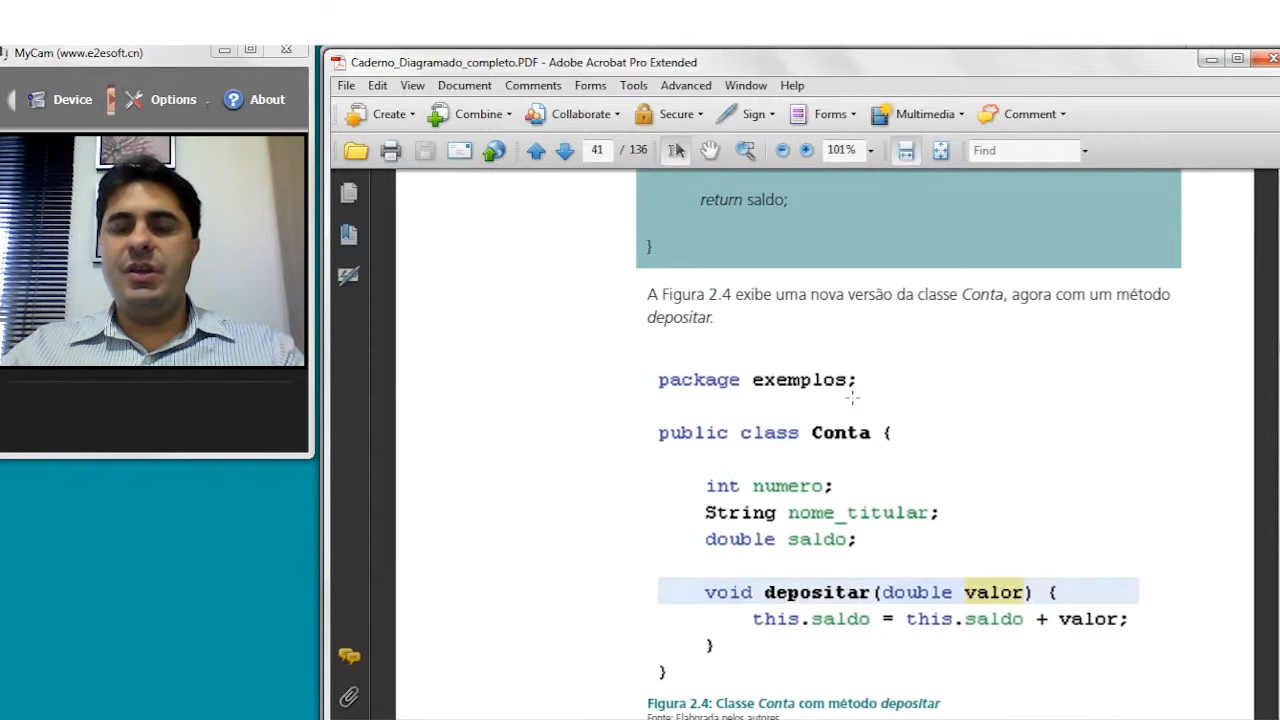 MyCam (www.e2esoft.cn)
Device
Options
About
Caderno_Diagramado_completo.PDF - Adobe Acrobat Pro Extended
File Edit View Document Comments Forms Tools Advanced Window Help
Create Combine Collaborate Secure Sign Forms Multimedia Comment
41 / 136 101% Find
return saldo;
}
A Figura 2.4 exibe uma nova versão da classe Conta, agora com um método
depositar.
package exemplos;
public class Conta {
int numero;
String nome_titular;
double saldo;
void depositar(double valor) {
this.saldo = this.saldo + valor;
}
}
Figura 2.4: Classe Conta com método depositar
Fonte: Elaborada pelos autores